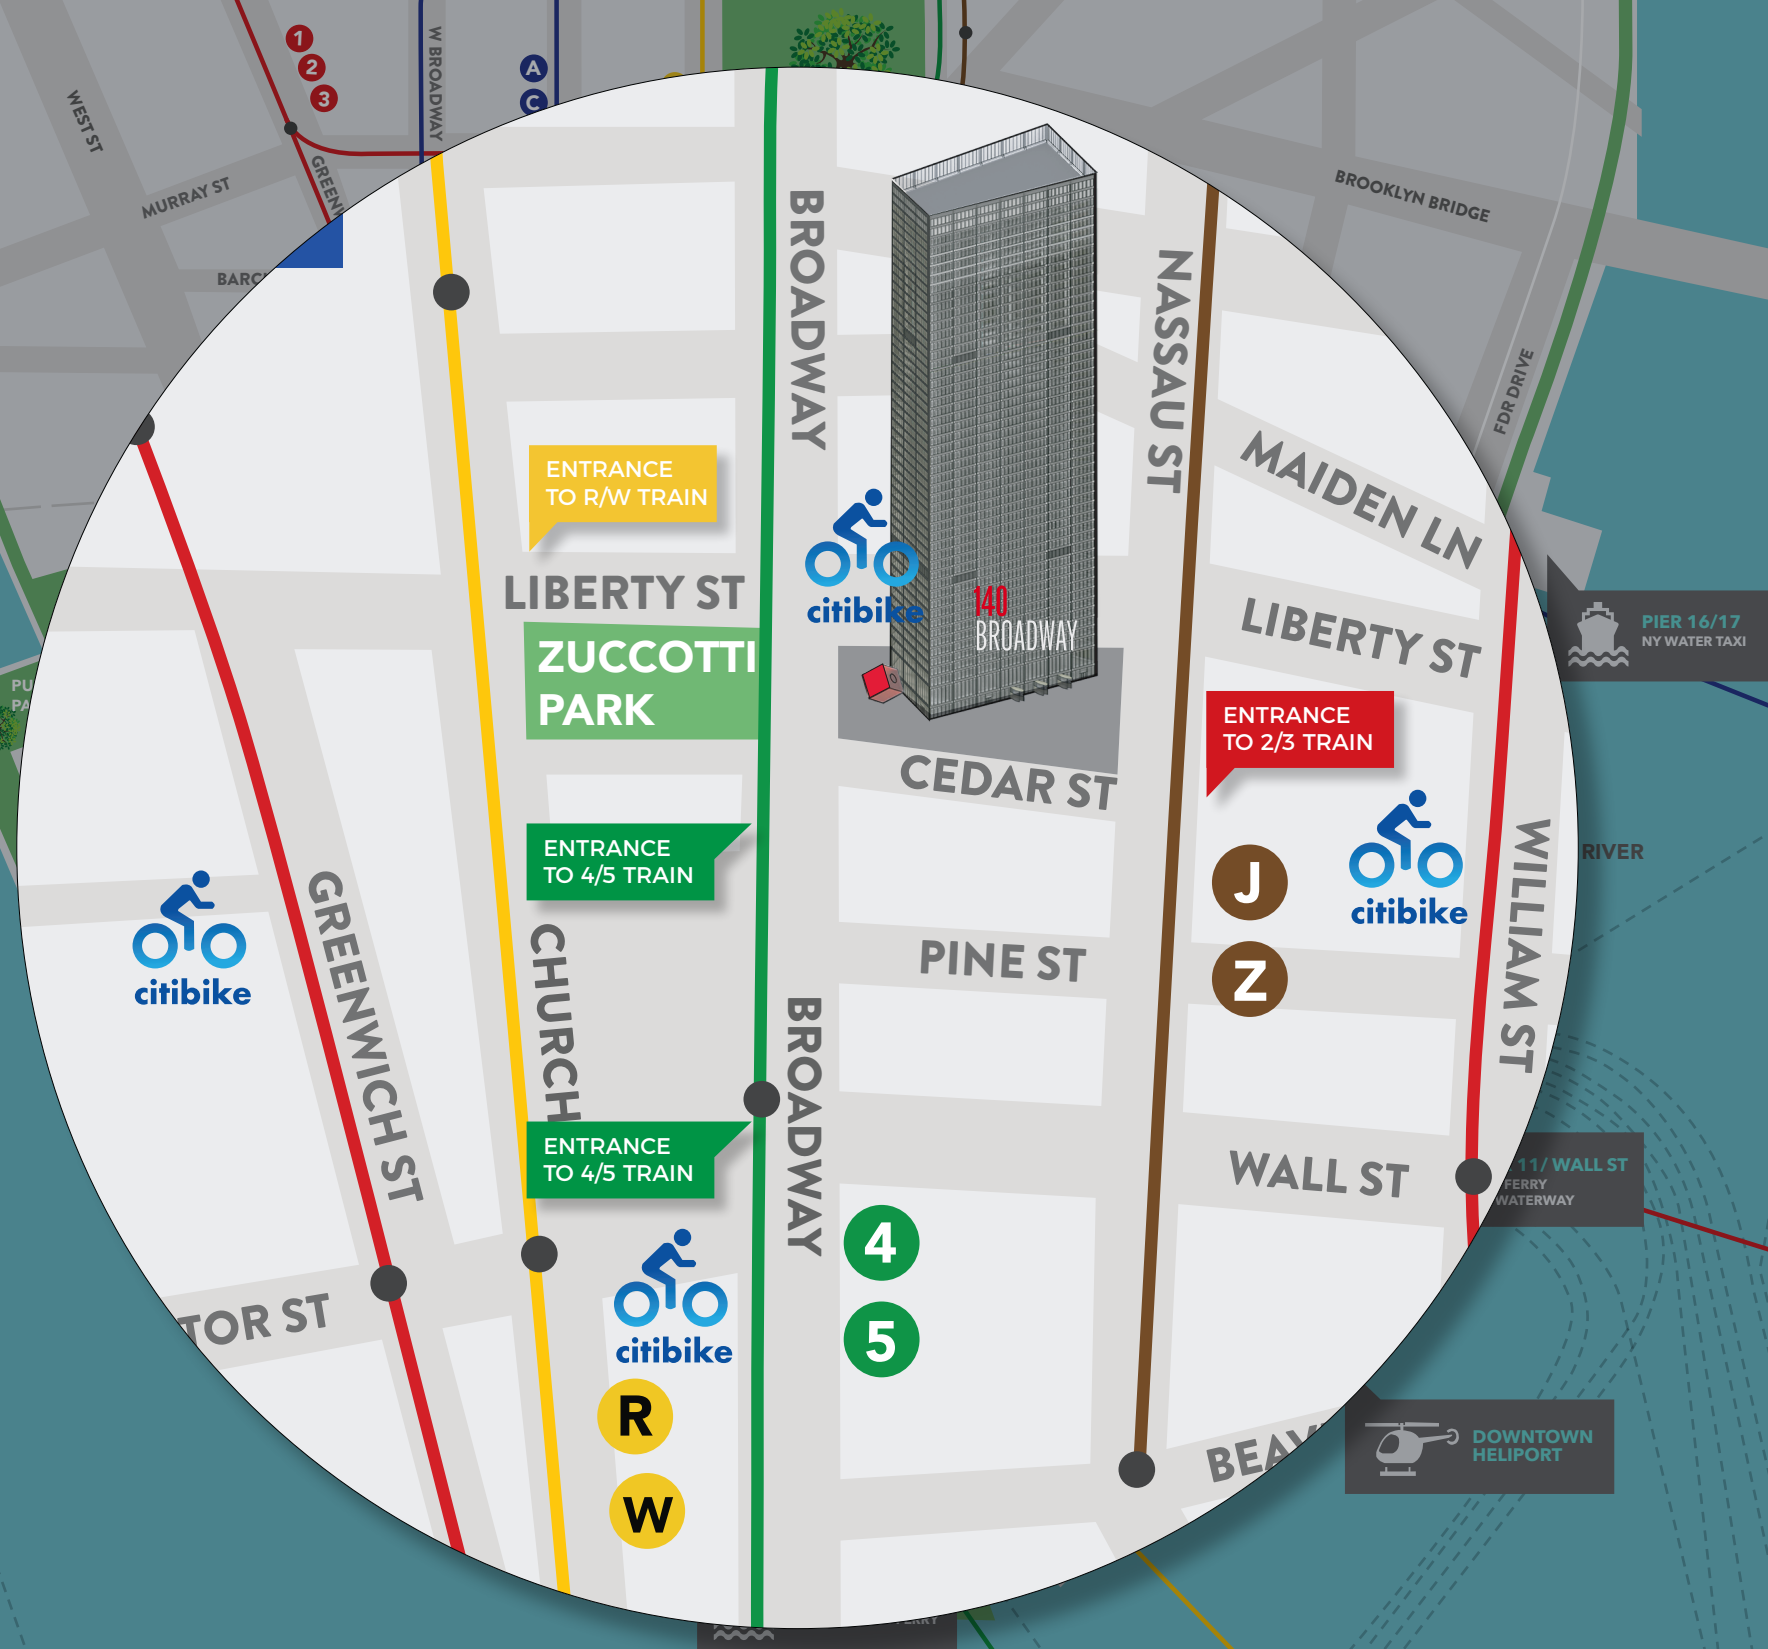 1
2
3
W BROADWAY
A
C
WEST ST
MURRAY ST
BROOKLYN BRIDGE
FDR DRIVE
BROADWAY
NASSAU ST
MAIDEN LN
ENTRANCE
TO R/W TRAIN
LIBERTY ST
citibike
140
BROADWAY
LIBERTY ST
PIER 16/17
NY WATER TAXI
ZUCCOTTI
PARK
ENTRANCE
TO 2/3 TRAIN
CEDAR ST
ENTRANCE
TO 4/5 TRAIN
J
Z
citibike
WILLIAM ST
RIVER
citibike
GREENWICH ST
CHURCH
PINE ST
BROADWAY
ENTRANCE
TO 4/5 TRAIN
WALL ST
11/ WALL ST
FERRY
WATERWAY
4
5
TOR ST
citibike
R
W
BEAV
DOWNTOWN
HELIPORT